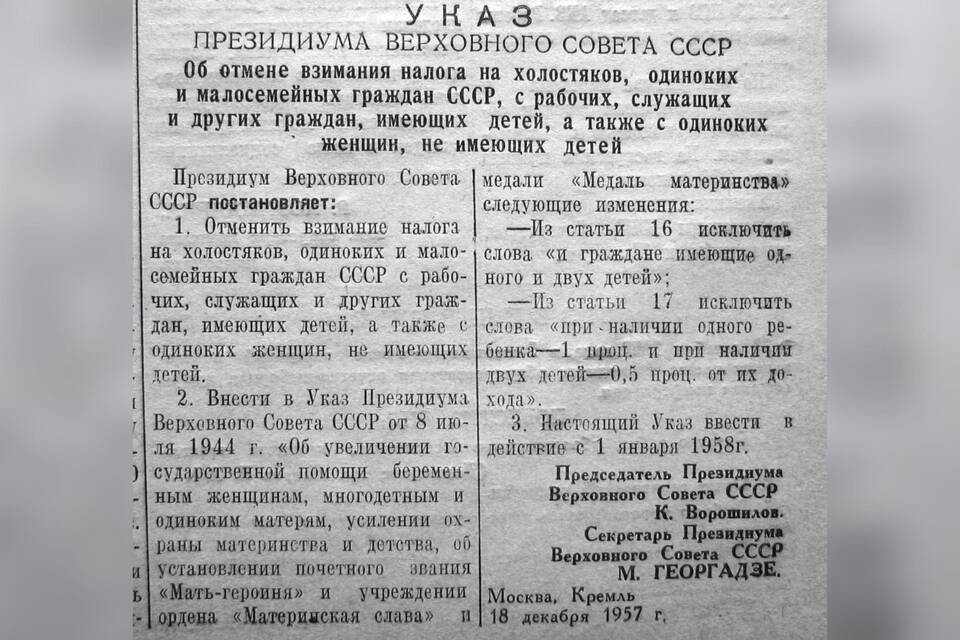 УКАЗ
ПРЕЗИДИУМА ВЕРХОВНОГО СОВЕТА СССР
Об отмене взимания налога на холостяков, одиноких
и малосемейных граждан СССР, с рабочих, служащих
и других граждан, имеющих детей, а также с одиноких
женщин, не имеющих детей
Президиум Верховного Совета
СССР постановляет:
1. Отменить взимание налога
на холостяков, одиноких и мало-
семейных граждан СССР с рабо-
чих, служащих и других граж-
дан, имеющих детей, а также с
одиноких женщин, не имеющих
детей.
2. Внести в Указ Президиума
Верховного Совета СССР от 8 ию-
ля 1944 г. «Об увеличении го-
сударственной помощи беремен-
ным женщинам, многодетным и
одиноким матерям, усилении ох-
раны материнства и детства, об
установлении почетного звания
«Мать-героиня» и учреждении
ордена «Материнская слава» и
медали «Медаль материнства»
следующие изменения:
—Из статьи 16 исключить
слова «и граждане имеющие од-
ного и двух детей»;
—Из статьи 17 исключить
слова «при наличии одного ре-
бенка—1 проц. и при наличии
двух детей—0,5 проц. от их до-
хода».
3. Настоящий Указ ввести в
действие с 1 января 1958г.
Председатель Президиума
Верховного Совета СССР
К. Ворошилов.
Секретарь Президиума
Верховного Совета СССР
М. ГЕОРГАДЗЕ.
Москва, Кремль
18 декабря 1957 г.